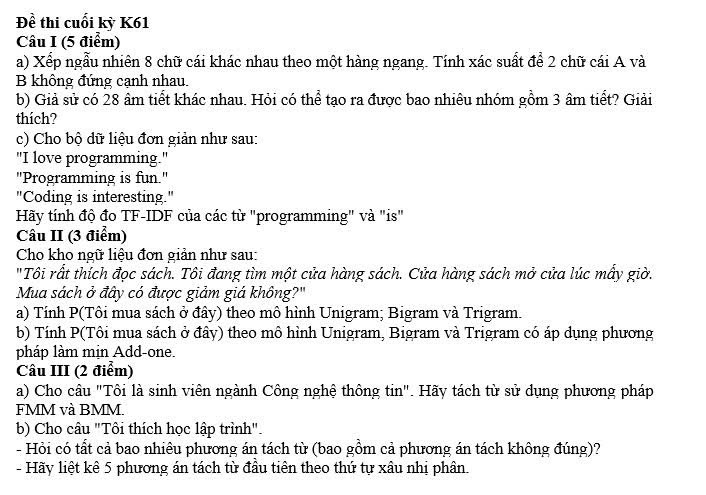 Đề thi cuối kỳ K61
Câu I (5 điểm)
a) Xếp ngẫu nhiên 8 chữ cái khác nhau theo một hàng ngang. Tính xác suất để 2 chữ cái A và
B không đứng cạnh nhau.
b) Giả sử có 28 âm tiết khác nhau. Hỏi có thể tạo ra được bao nhiêu nhóm gồm 3 âm tiết? Giải
thích?
c) Cho bộ dữ liệu đơn giản như sau:
"I love programming."
"Programming is fun."
"Coding is interesting."
Hãy tính độ đo TF-IDF của các từ "programming" và "is"
Câu II (3 điểm)
Cho kho ngữ liệu đơn giản như sau:
"Tôi rất thích đọc sách. Tôi đang tìm một cửa hàng sách. Cửa hàng sách mở cửa lúc mấy giờ.
Mua sách ở đây có được giảm giá không?"
a) Tính P(Tôi mua sách ở đây) theo mô hình Unigram; Bigram và Trigram.
b) Tính P(Tôi mua sách ở đây) theo mô hình Unigram, Bigram và Trigram có áp dụng phương
pháp làm mịn Add-one.
Câu III (2 điểm)
a) Cho câu "Tôi là sinh viên ngành Công nghệ thông tin". Hãy tách từ sử dụng phương pháp
FMM và BMM.
b) Cho câu "Tôi thích học lập trình".
- Hỏi có tất cả bao nhiêu phương án tách từ (bao gồm cả phương án tách không đúng)?
- Hãy liệt kê 5 phương án tách từ đầu tiên theo thứ tự xâu nhị phân.